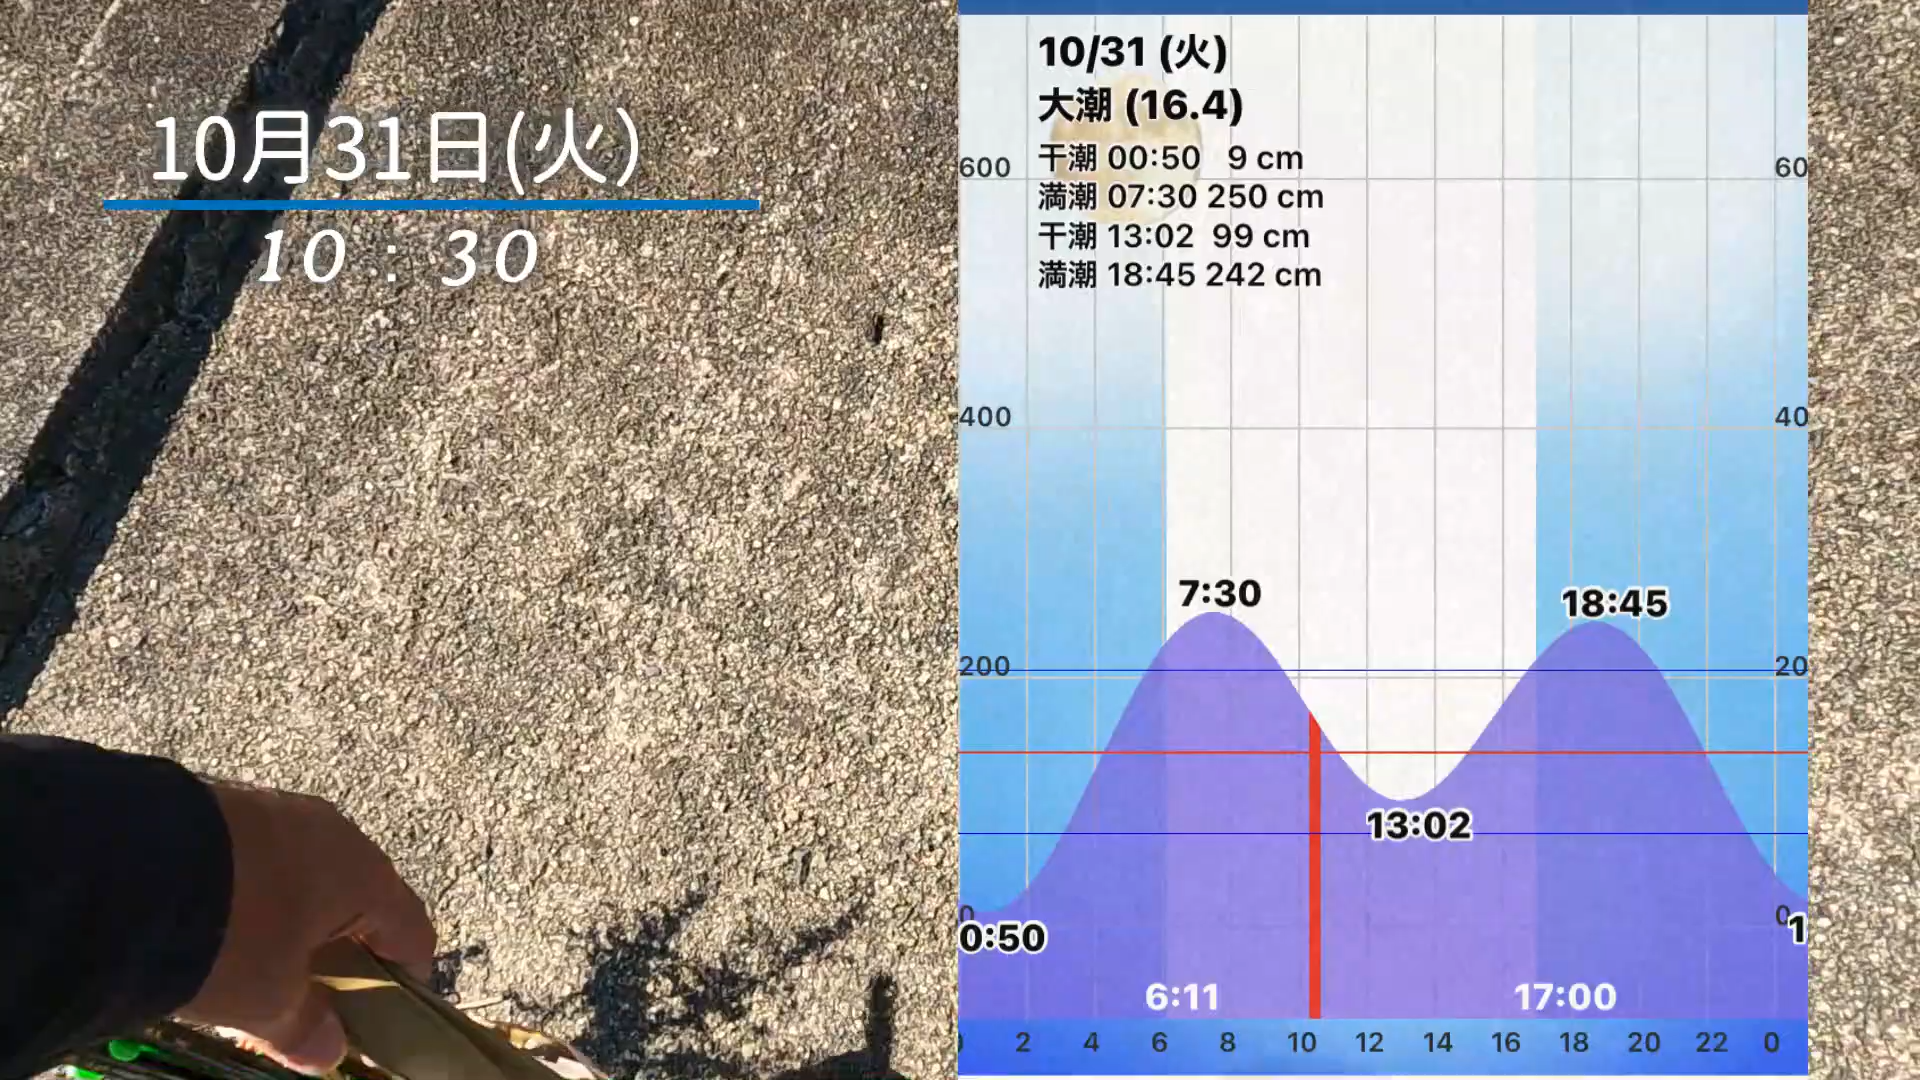 10月31日(火)
10:30
10/31 (火)
大潮 (16.4)
干潮 00:50 9 cm
満潮 07:30 250 cm
干潮 13:02 99 cm
満潮 18:45 242 cm
600 60
400 40
7:30 18:45
200 20
13:02
0 0
0:50 1
6:11 17:00
2 4 6 8 10 12 14 16 18 20 22 0